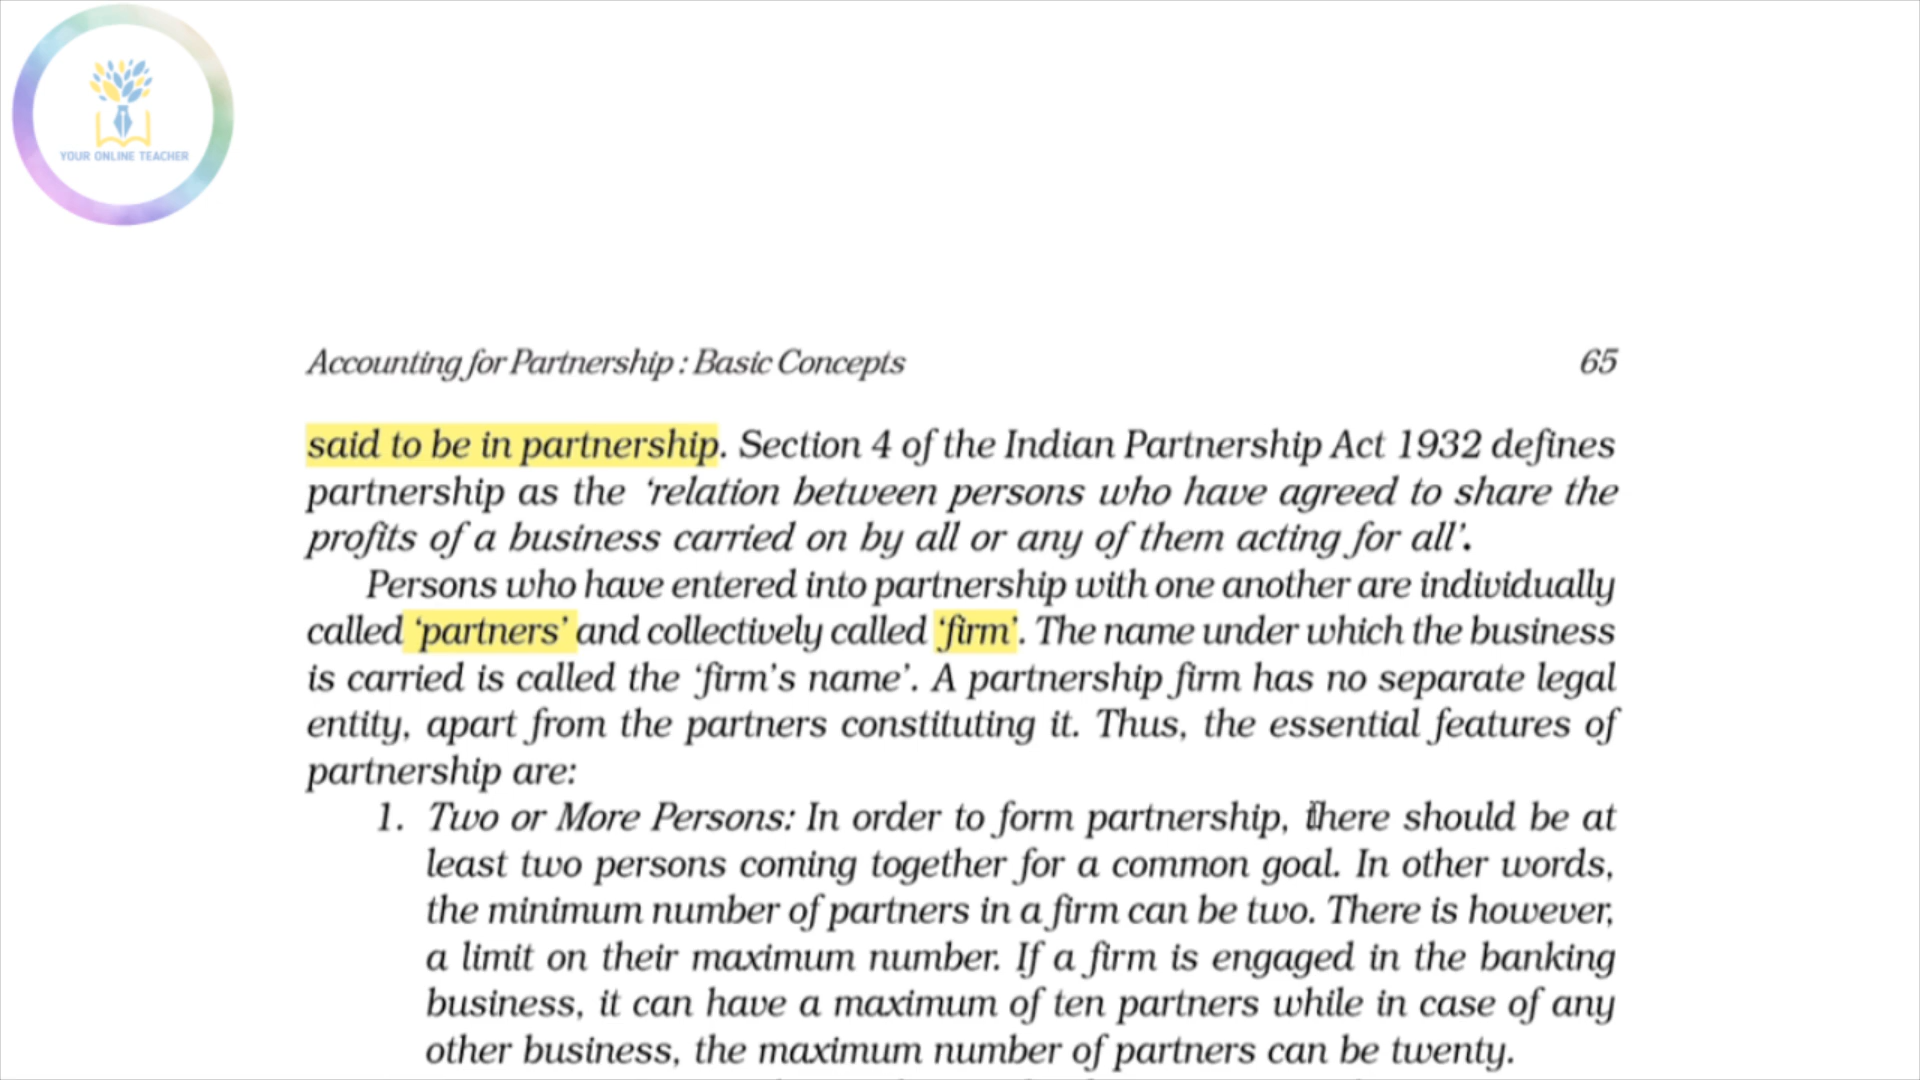 YOUR ONLINE TEACHER
Accounting for Partnership : Basic Concepts 65
said to be in partnership. Section 4 of the Indian Partnership Act 1932 defines
partnership as the ‘relation between persons who have agreed to share the
profits of a business carried on by all or any of them acting for all’.
Persons who have entered into partnership with one another are individually
called ‘partners’ and collectively called ‘firm’. The name under which the business
is carried is called the ‘firm’s name’. A partnership firm has no separate legal
entity, apart from the partners constituting it. Thus, the essential features of
partnership are:
1. Two or More Persons: In order to form partnership, there should be at
least two persons coming together for a common goal. In other words,
the minimum number of partners in a firm can be two. There is however,
a limit on their maximum number. If a firm is engaged in the banking
business, it can have a maximum of ten partners while in case of any
other business, the maximum number of partners can be twenty.